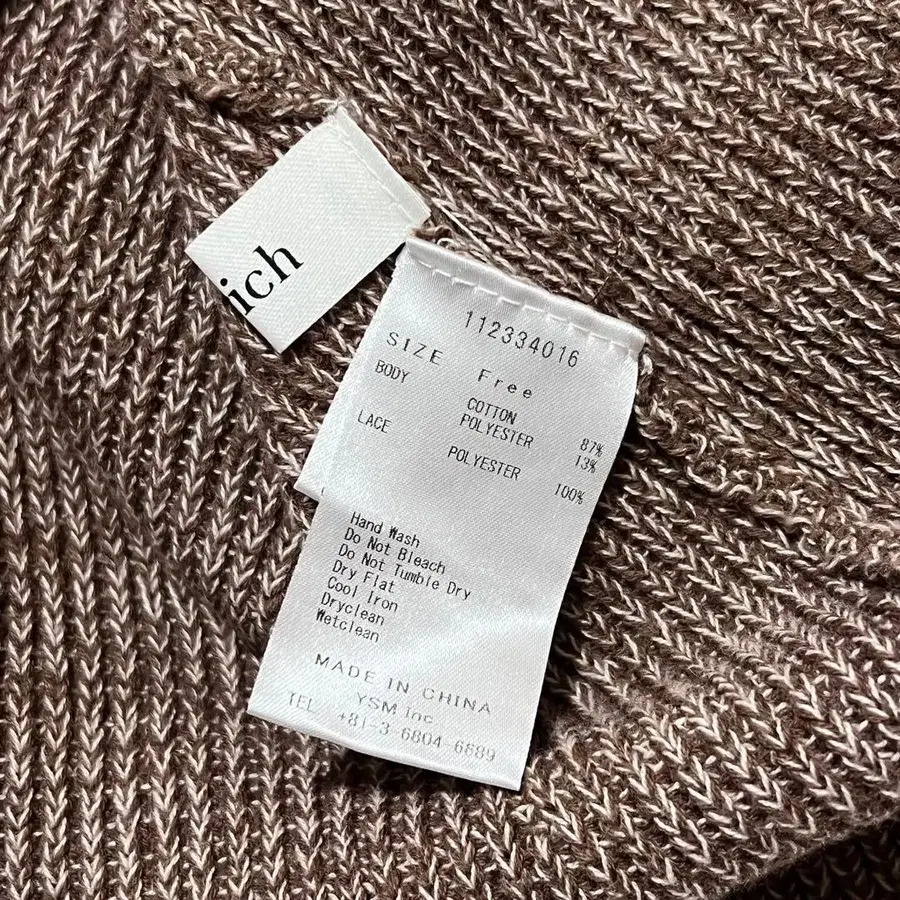 ich
112334016
SIZE Free
BODY COTTON 87%
POLYESTER 13%
LACE POLYESTER 100%
Hand Wash
Do Not Bleach
Do Not Tumble Dry
Dry Flat
Cool Iron
Dryclean
Wetclean
MADE IN CHINA
YSM inc
TEL +81-3 6804 6689